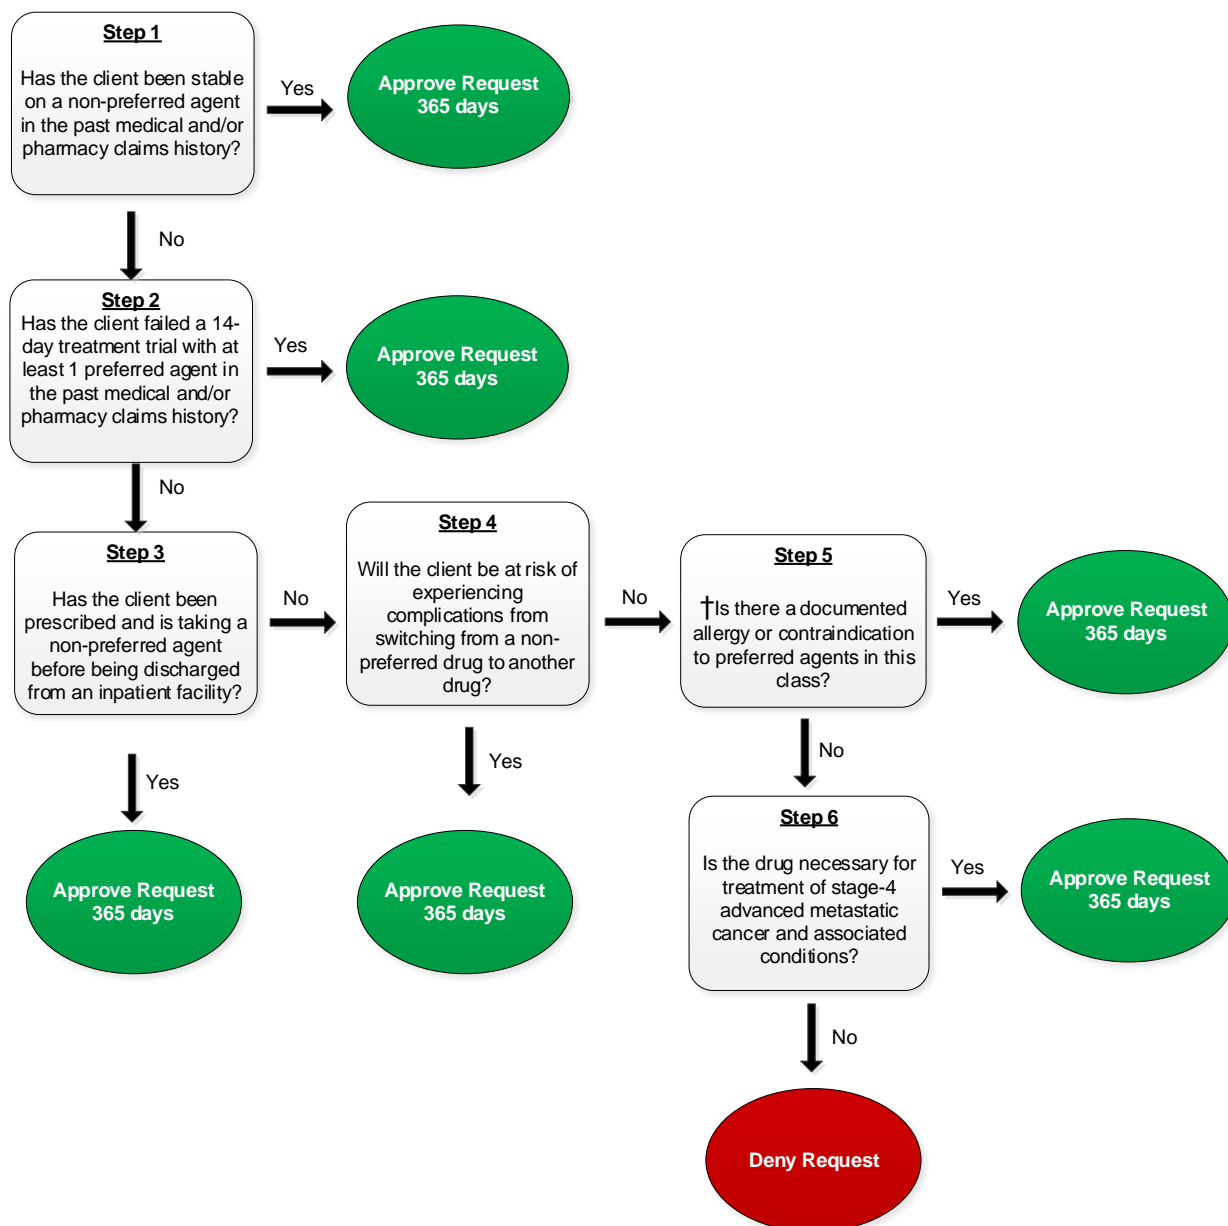 Step 1
Has the client been stable
on a non-preferred agent
in the past medical and/or
pharmacy claims history?
Yes
Approve Request
365 days
No
Step 2
Has the client failed a 14-
day treatment trial with at
least 1 preferred agent in
the past medical and/or
pharmacy claims history?
Yes
Approve Request
365 days
No
Step 3
Has the client been
prescribed and is taking a
non-preferred agent
before being discharged
from an inpatient facility?
No
Yes
Approve Request
365 days
Step 4
Will the client be at risk of
experiencing
complications from
switching from a non-
preferred drug to another
drug?
No
Yes
Approve Request
365 days
Step 5
†Is there a documented
allergy or contraindication
to preferred agents in this
class?
Yes
Approve Request
365 days
No
Step 6
Is the drug necessary for
treatment of stage-4
advanced metastatic
cancer and associated
conditions?
Yes
Approve Request
365 days
No
Deny Request